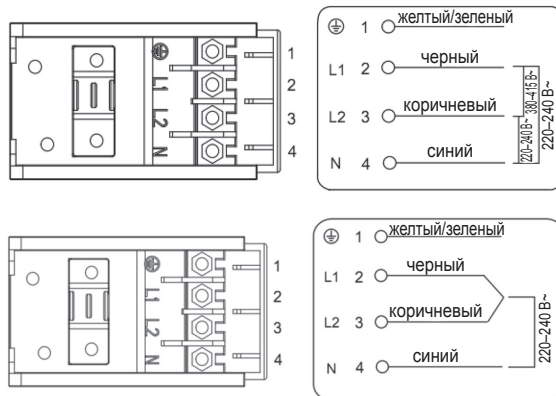 L1
L2
N
1
2
3
4
1 желтый/зеленый
L1 2 черный
L2 3 коричневый
N 4 синий
220–240 В~
380–415 В~
220–240 В~
L1
L2
N
1
2
3
4
1 желтый/зеленый
L1 2 черный
L2 3 коричневый
N 4 синий
220–240 В~